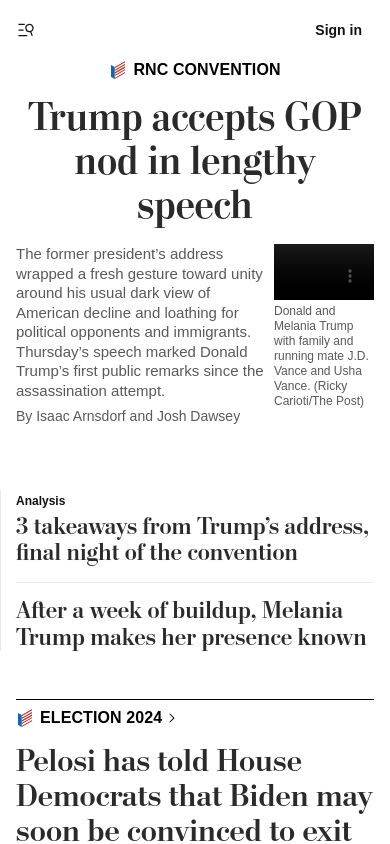 Sign in
RNC CONVENTION
Trump accepts GOP
nod in lengthy
speech
The former president’s address
wrapped a fresh gesture toward unity
around his usual dark view of
American decline and loathing for
political opponents and immigrants.
Thursday’s speech marked Donald
Trump’s first public remarks since the
assassination attempt.
By Isaac Arnsdorf and Josh Dawsey
Donald and
Melania Trump
with family and
running mate J.D.
Vance and Usha
Vance. (Ricky
Carioti/The Post)
Analysis
3 takeaways from Trump’s address,
final night of the convention
After a week of buildup, Melania
Trump makes her presence known
ELECTION 2024
Pelosi has told House
Democrats that Biden may
soon be convinced to exit